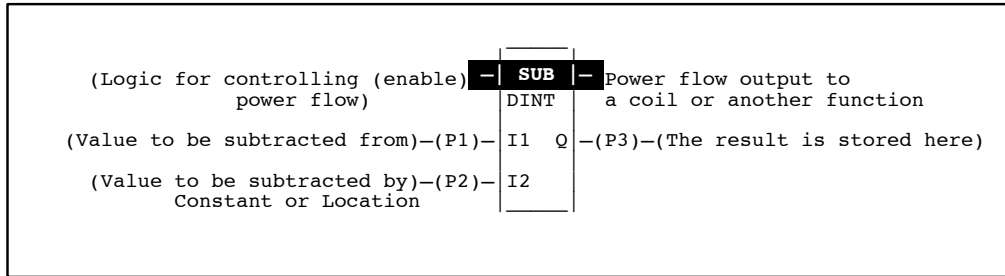 (Logic for controlling (enable) –| SUB |– Power flow output to
power flow) DINT a coil or another function
(Value to be subtracted from)–(P1)– I1 Q –(P3)–(The result is stored here)
(Value to be subtracted by)–(P2)– I2
Constant or Location